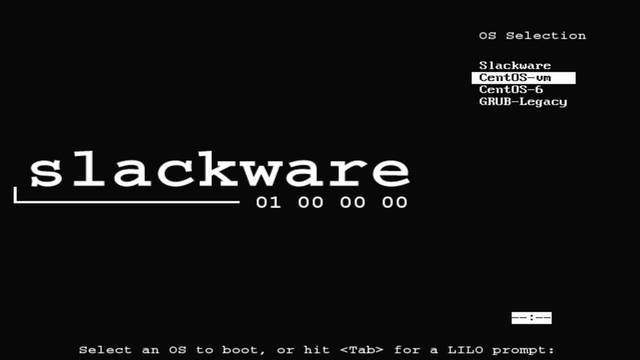 OS Selection
Slackware
CentOS-vm
CentOS-6
GRUB-Legacy
slackware
01 00 00 00
--:--
Select an OS to boot, or hit <Tab> for a LILO prompt: